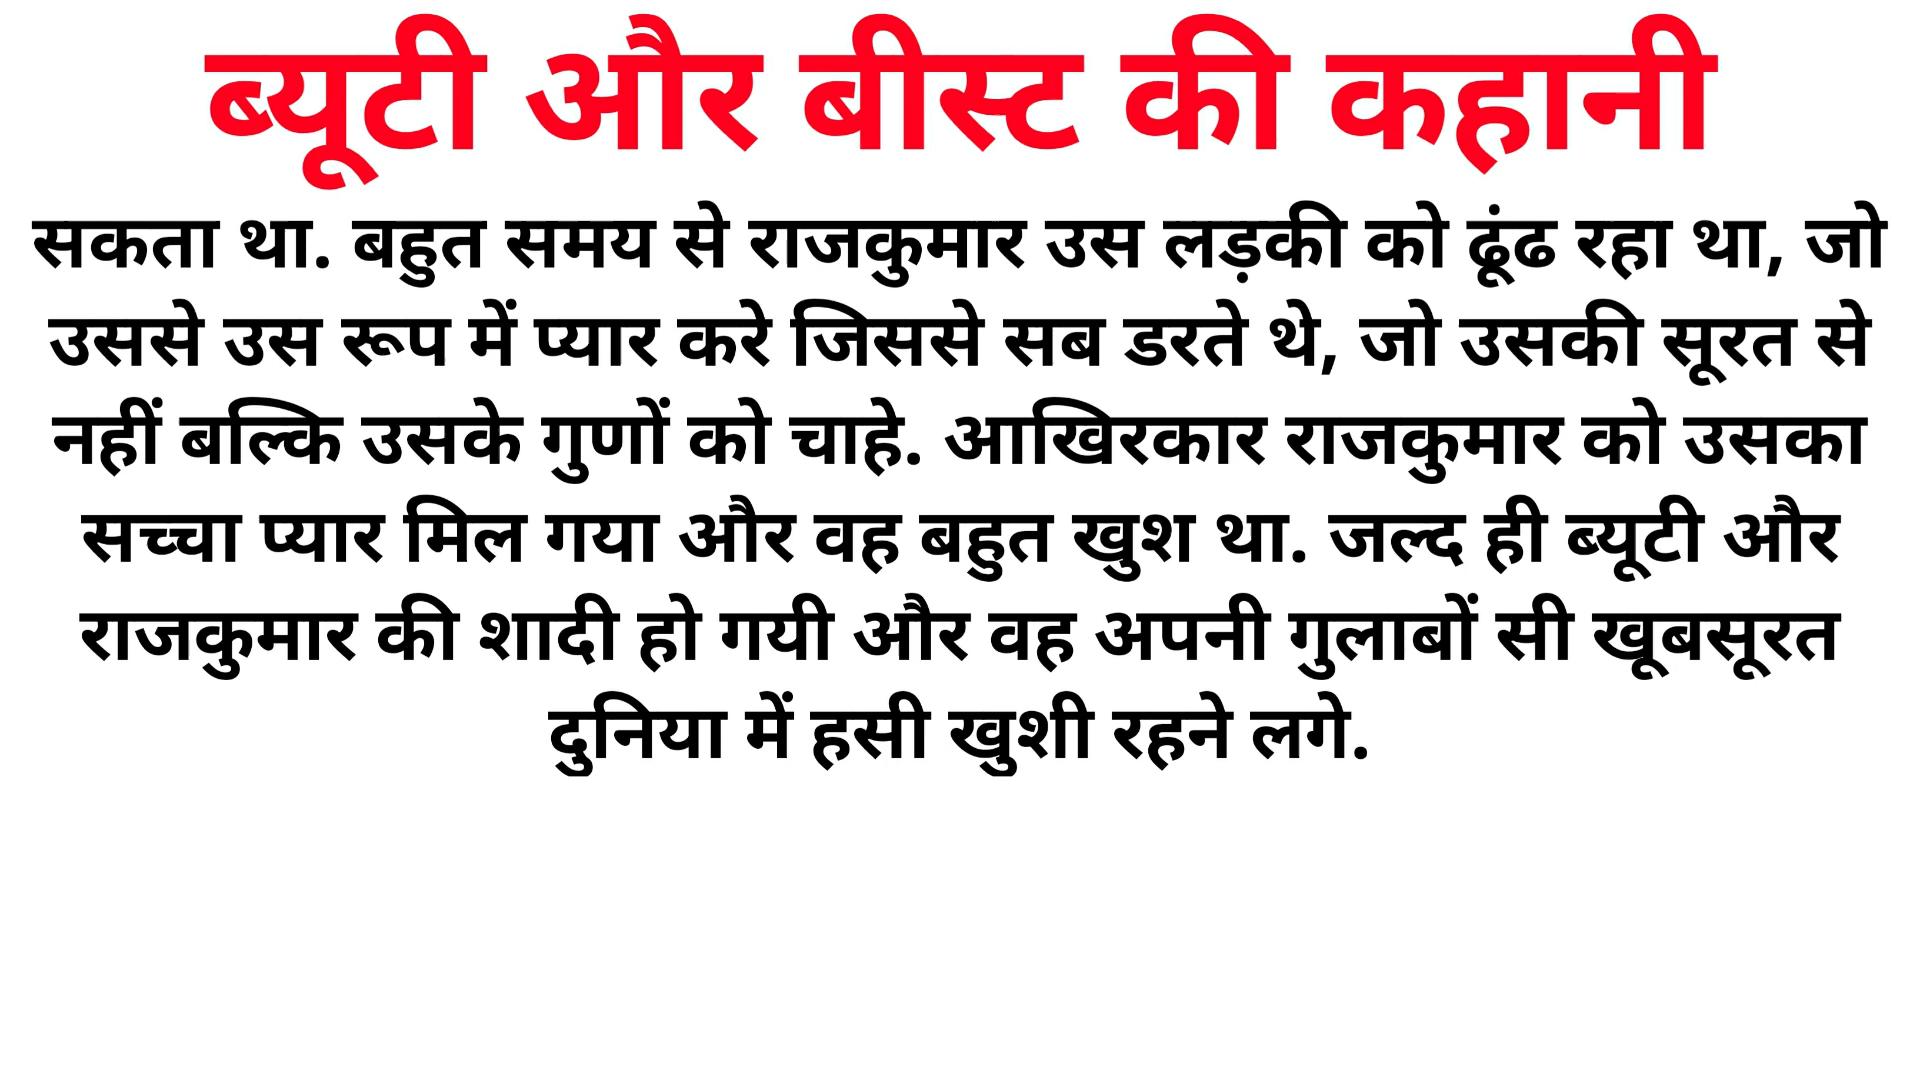 ब्यूटी और बीस्ट की कहानी
सकता था. बहुत समय से राजकुमार उस लड़की को ढूंढ रहा था, जो
उससे उस रूप में प्यार करे जिससे सब डरते थे, जो उसकी सूरत से
नहीं बल्कि उसके गुणों को चाहे. आखिरकार राजकुमार को उसका
सच्चा प्यार मिल गया और वह बहुत खुश था. जल्द ही ब्यूटी और
राजकुमार की शादी हो गयी और वह अपनी गुलाबों सी खूबसूरत
दुनिया में हसी खुशी रहने लगे.